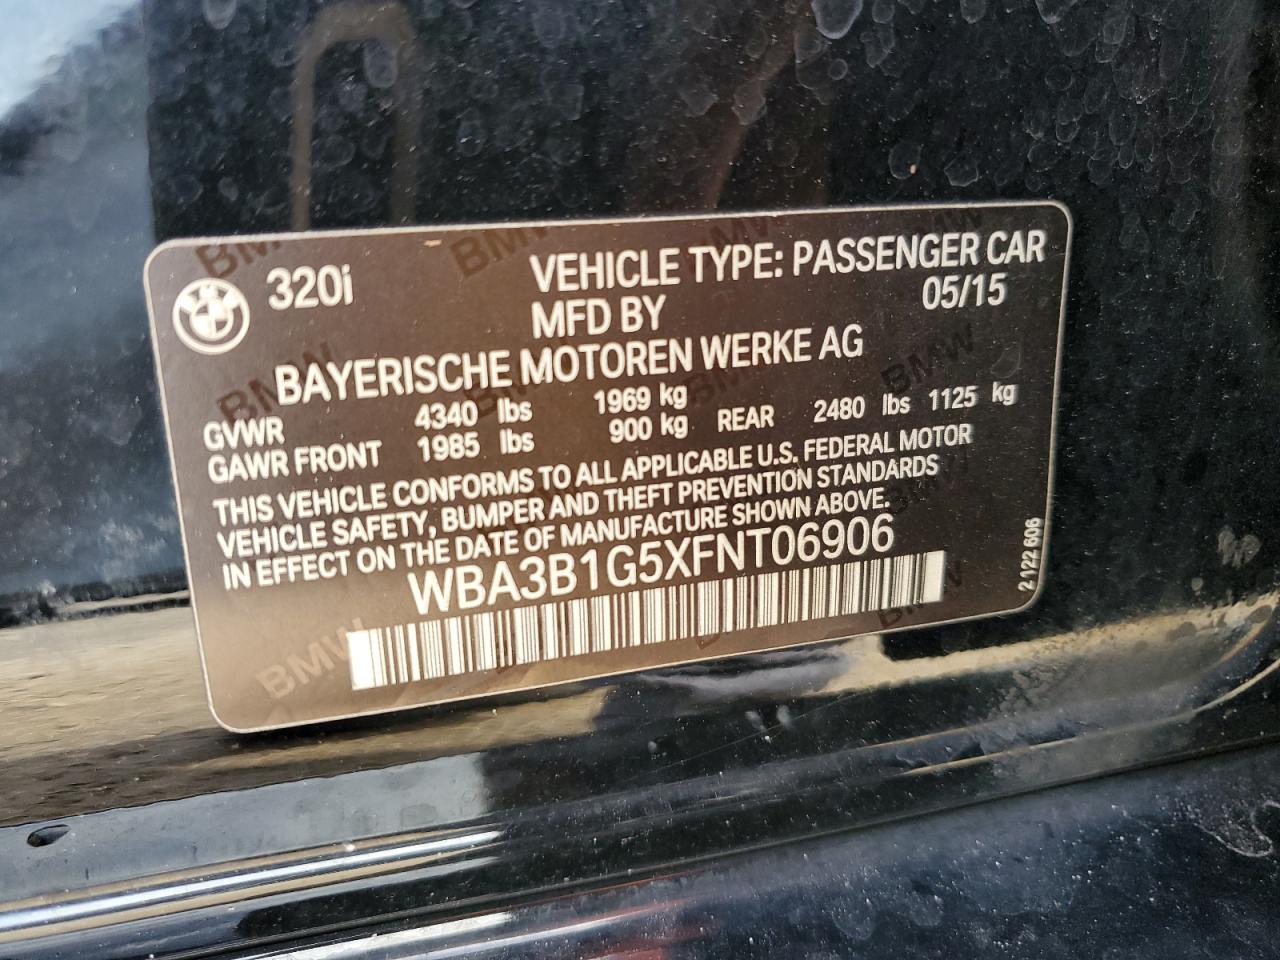 320i
VEHICLE TYPE: PASSENGER CAR
MFD BY 05/15
BAYERISCHE MOTOREN WERKE AG
GVWR 4340 lbs 1969 kg
GAWR FRONT 1985 lbs 900 kg REAR 2480 lbs 1125 kg
THIS VEHICLE CONFORMS TO ALL APPLICABLE U.S. FEDERAL MOTOR
VEHICLE SAFETY, BUMPER AND THEFT PREVENTION STANDARDS
IN EFFECT ON THE DATE OF MANUFACTURE SHOWN ABOVE.
WBA3B1G5XFNT06906
2-122 606